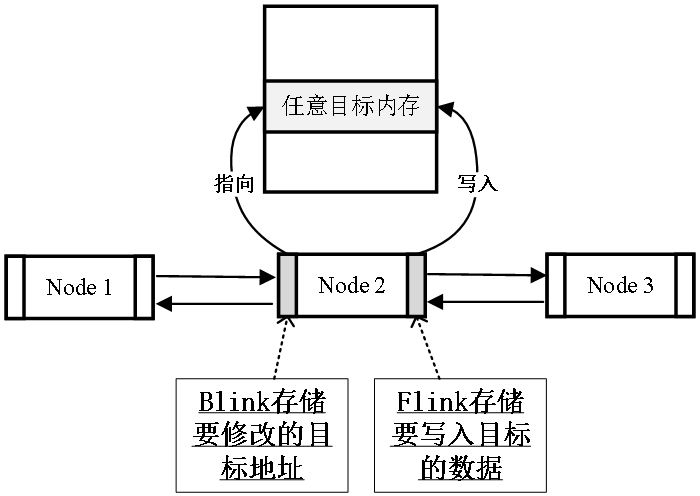 任意目标内存
指向
写入
Node 1
Node 2
Node 3
Blink存储
要修改的目
标地址
Flink存储
要写入目标
的数据